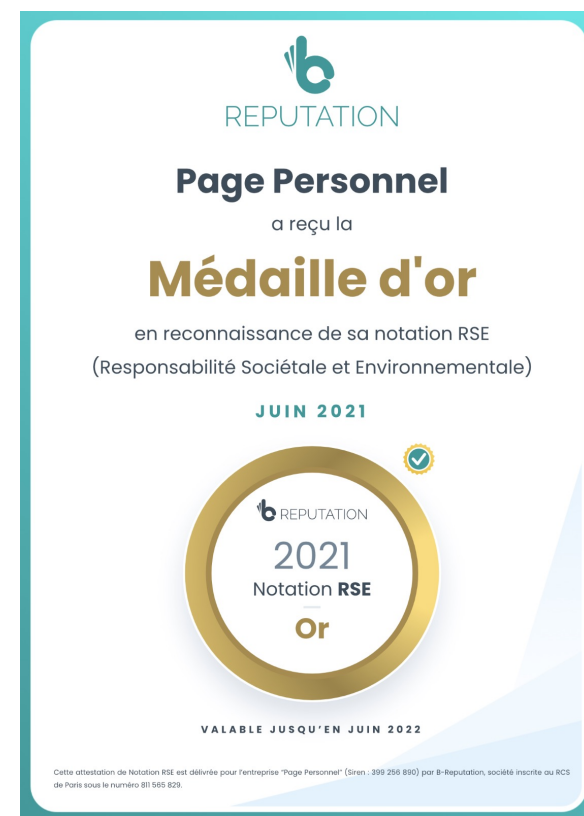 REPUTATION
Page Personnel
a reçu la
Médaille d'or
en reconnaissance de sa notation RSE
(Responsabilité Sociétale et Environnementale)
JUIN 2021
b REPUTATION
2021
Notation RSE
Or
VALABLE JUSQU'EN JUIN 2022
Cette attestation de Notation RSE est délivrée pour l'entreprise "Page Personnel" (Siren : 399 256 890) par B-Reputation, société inscrite au RCS
de Paris sous le numéro 811 565 829.